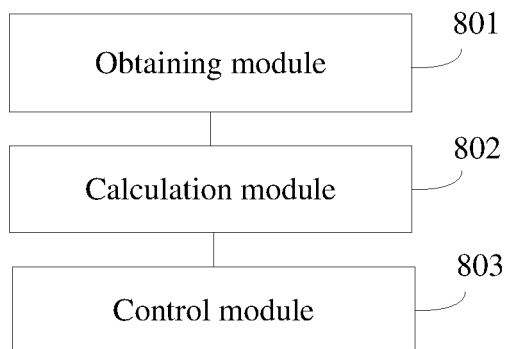 801
Obtaining module
802
Calculation module
803
Control module